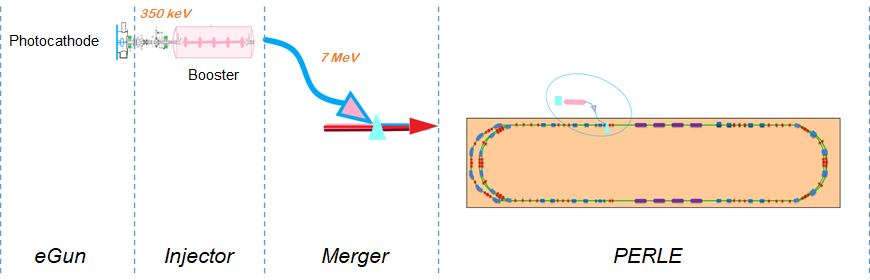 350 keV
Photocathode
Booster
7 MeV
eGun
Injector
Merger
PERLE